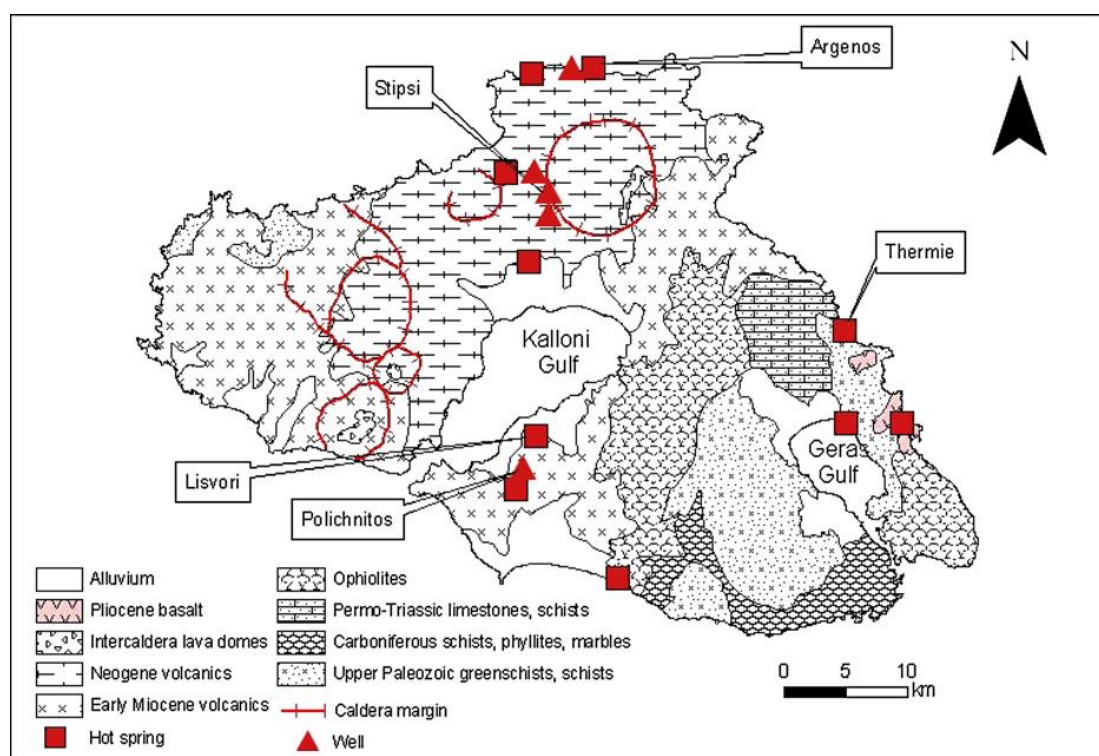 Argenos
N
Stipsi
Thermie
Kalloni
Gulf
Geras
Gulf
Lisvori
Polichnitos
Alluvium
Pliocene basalt
Intercaldera lava domes
Neogene volcanics
Early Miocene volcanics
Hot spring
Ophiolites
Permo-Triassic limestones, schists
Carboniferous schists, phyllites, marbles
Upper Paleozoic greenschists, schists
Caldera margin
Well
0 5 10
km